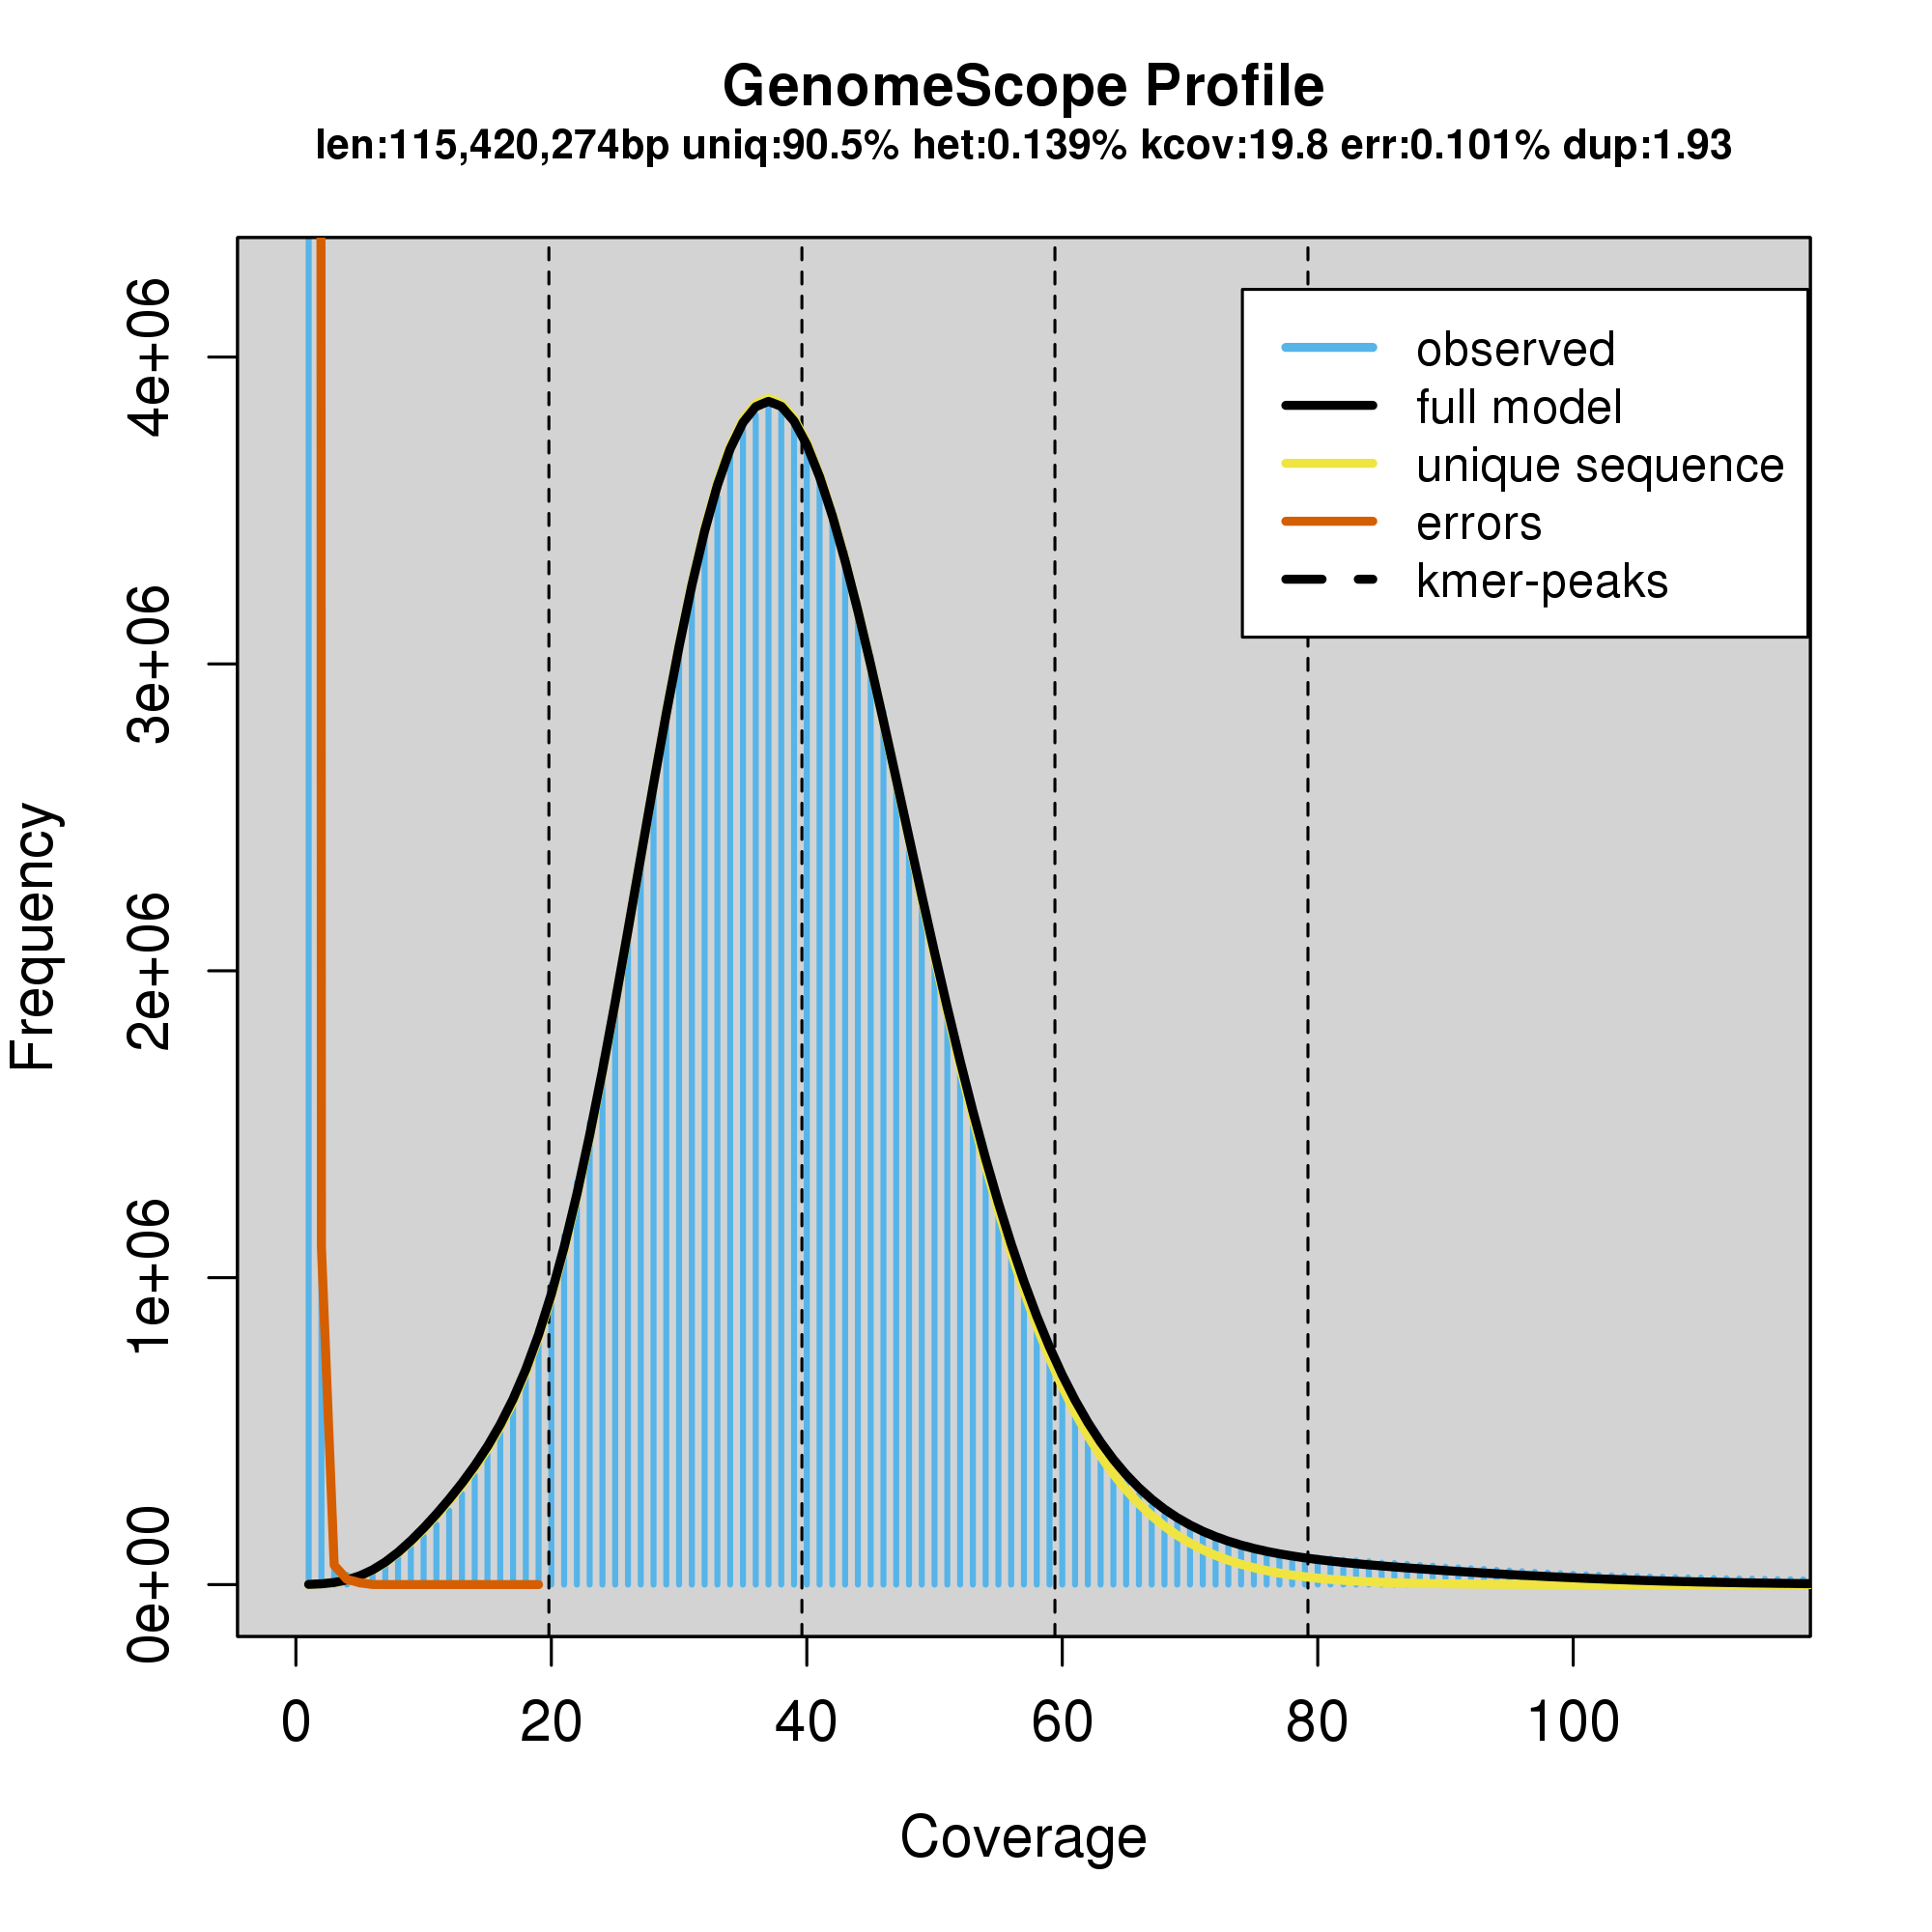 GenomeScope Profile
len:115,420,274bp uniq:90.5% het:0.139% kcov:19.8 err:0.101% dup:1.93
observed
full model
unique sequence
errors
kmer-peaks
Frequency
4e+06
3e+06
2e+06
1e+06
0e+00
0 20 40 60 80 100
Coverage